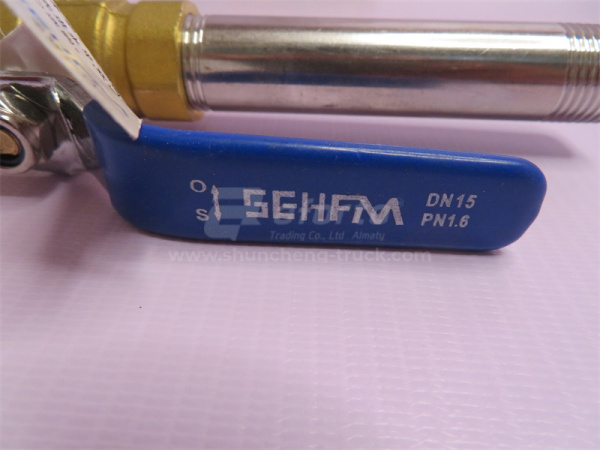 O
S
SEHFM
DN15
PN1.6
Trading Co., Ltd Almaty
www.shuncheng-truck.com